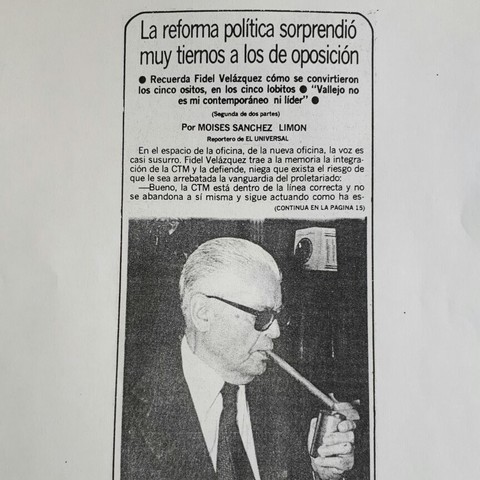 La reforma política sorprendió
muy tiernos a los de oposición
● Recuerda Fidel Velázquez cómo se convirtieron
los cinco ositos, en los cinco lobitos ● "Vallejo no
es mi contemporáneo ni líder" ●
(Segunda de dos partes)
Por MOISES SANCHEZ LIMON
Reportero de EL UNIVERSAL
En el espacio de la oficina, de la nueva oficina, la voz es
casi susurro. Fidel Velázquez trae a la memoria la integra-
ción de la CTM y la defiende, niega que exista el riesgo de
que le sea arrebatada la vanguardia del proletariado:
—Bueno, la CTM está dentro de la línea correcta y no
se abandona a sí misma y sigue actuando como ha es-
(CONTINUA EN LA PAGINA 15)